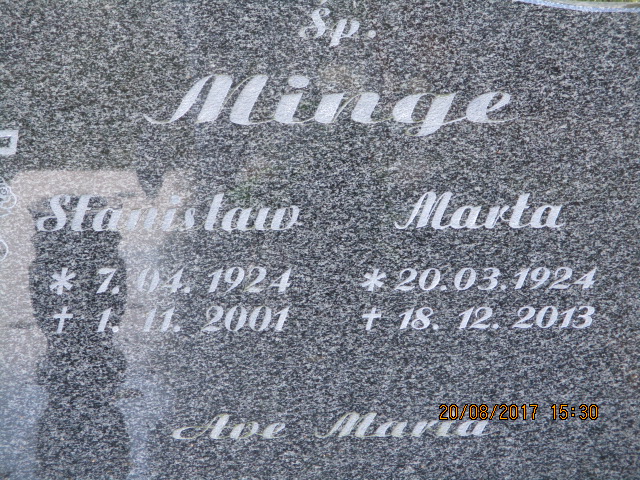 Śp.
Minge
Stanisław Marta
* 7. 04. 1924 * 20.03.1924
† 1. 11. 2001 † 18. 12. 2013
Ave Maria
20/08/2017 15:30